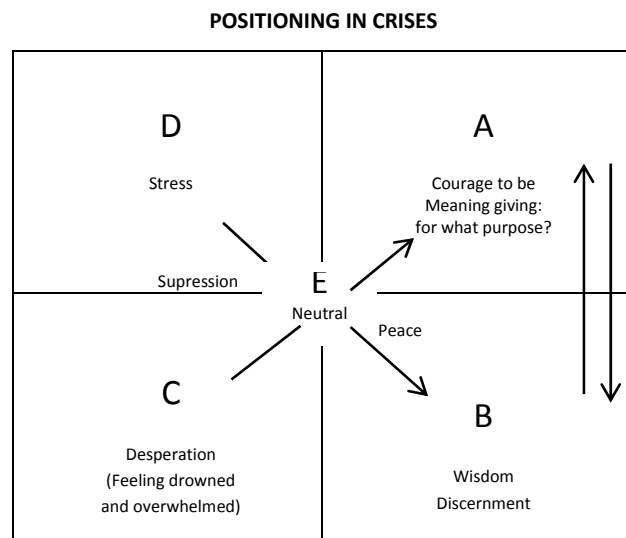 POSITIONING IN CRISES
D
Stress
Supression
A
Courage to be
Meaning giving:
for what purpose?
E
Neutral
Peace
C
Desperation
(Feeling drowned
and overwhelmed)
B
Wisdom
Discernment